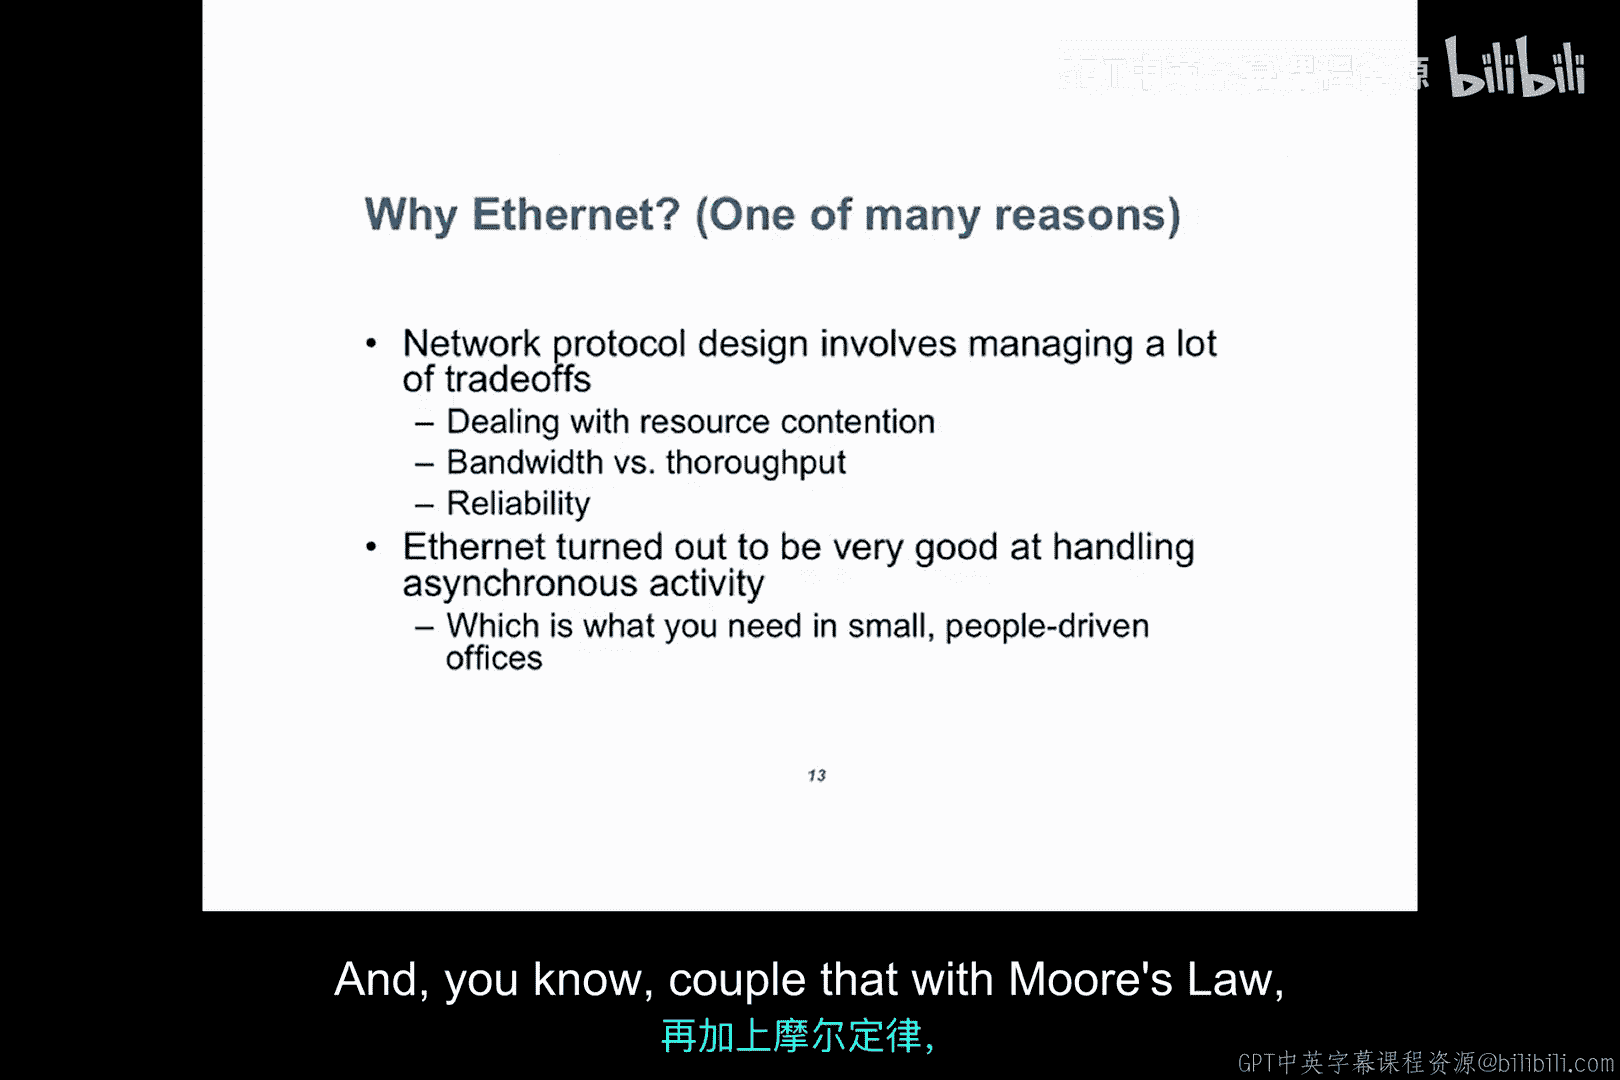 bilibili
Why Ethernet? (One of many reasons)
• Network protocol design involves managing a lot
of tradeoffs
– Dealing with resource contention
– Bandwidth vs. thoroughput
– Reliability
• Ethernet turned out to be very good at handling
asynchronous activity
– Which is what you need in small, people-driven
offices
13
And, you know, couple that with Moore's Law,
再加上摩尔定律,
GPT中英字幕课程资源@bilibili.com